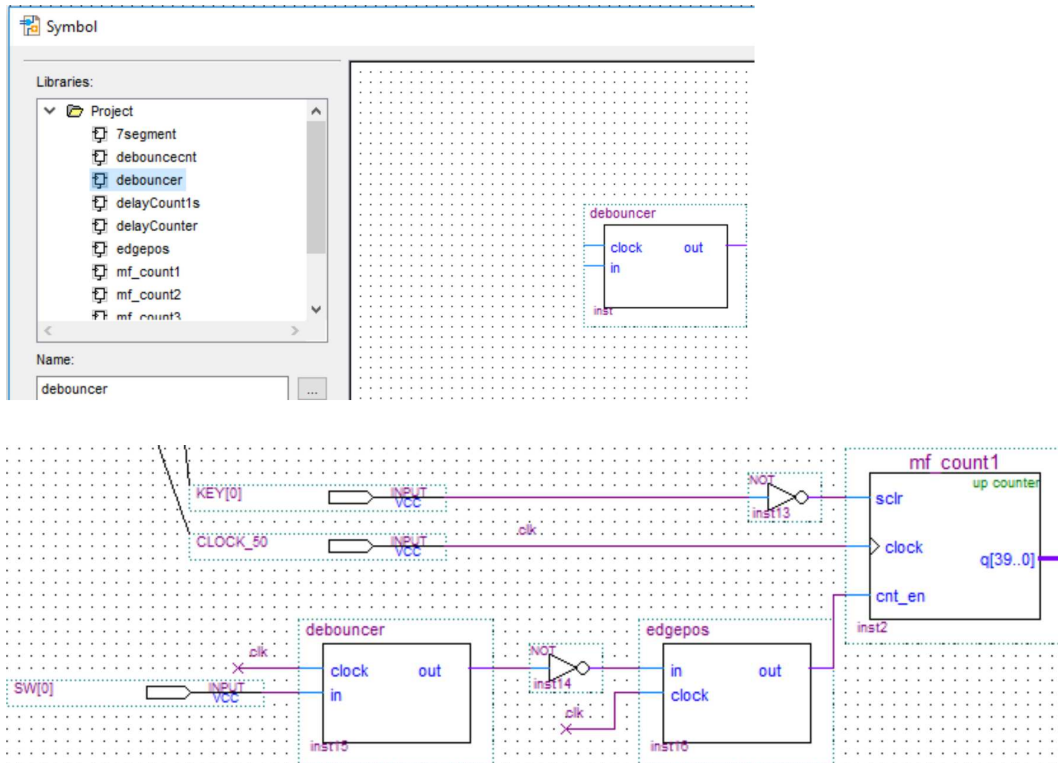 Symbol
Libraries:
Project
7segment
debouncecnt
debouncer
delayCount1s
delayCounter
edgepos
mf_count1
mf_count2
mf_count3
Name:
debouncer
...
debouncer
clock out
in
inst
mf_count1
up counter
KEY[0] INPUT VCC NOT inst13 sclr
CLOCK_50 INPUT VCC clk clock
q[39..0]
cnt_en
inst2
debouncer edgepos
clk clock out NOT inst14 in out
SW[0] INPUT VCC in clk clock
inst15 inst16